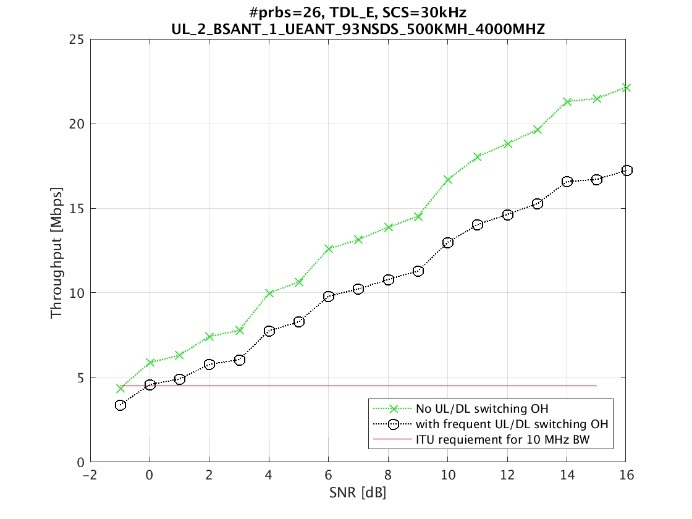 #prbs=26, TDL_E, SCS=30kHz
UL_2_BSANT_1_UEANT_93NSDS_500KMH_4000MHZ
25
20
15
10
5
0
Throughput [Mbps]
No UL/DL switching OH
with frequent UL/DL switching OH
ITU requiement for 10 MHz BW
-2 0 2 4 6 8 10 12 14 16
SNR [dB]